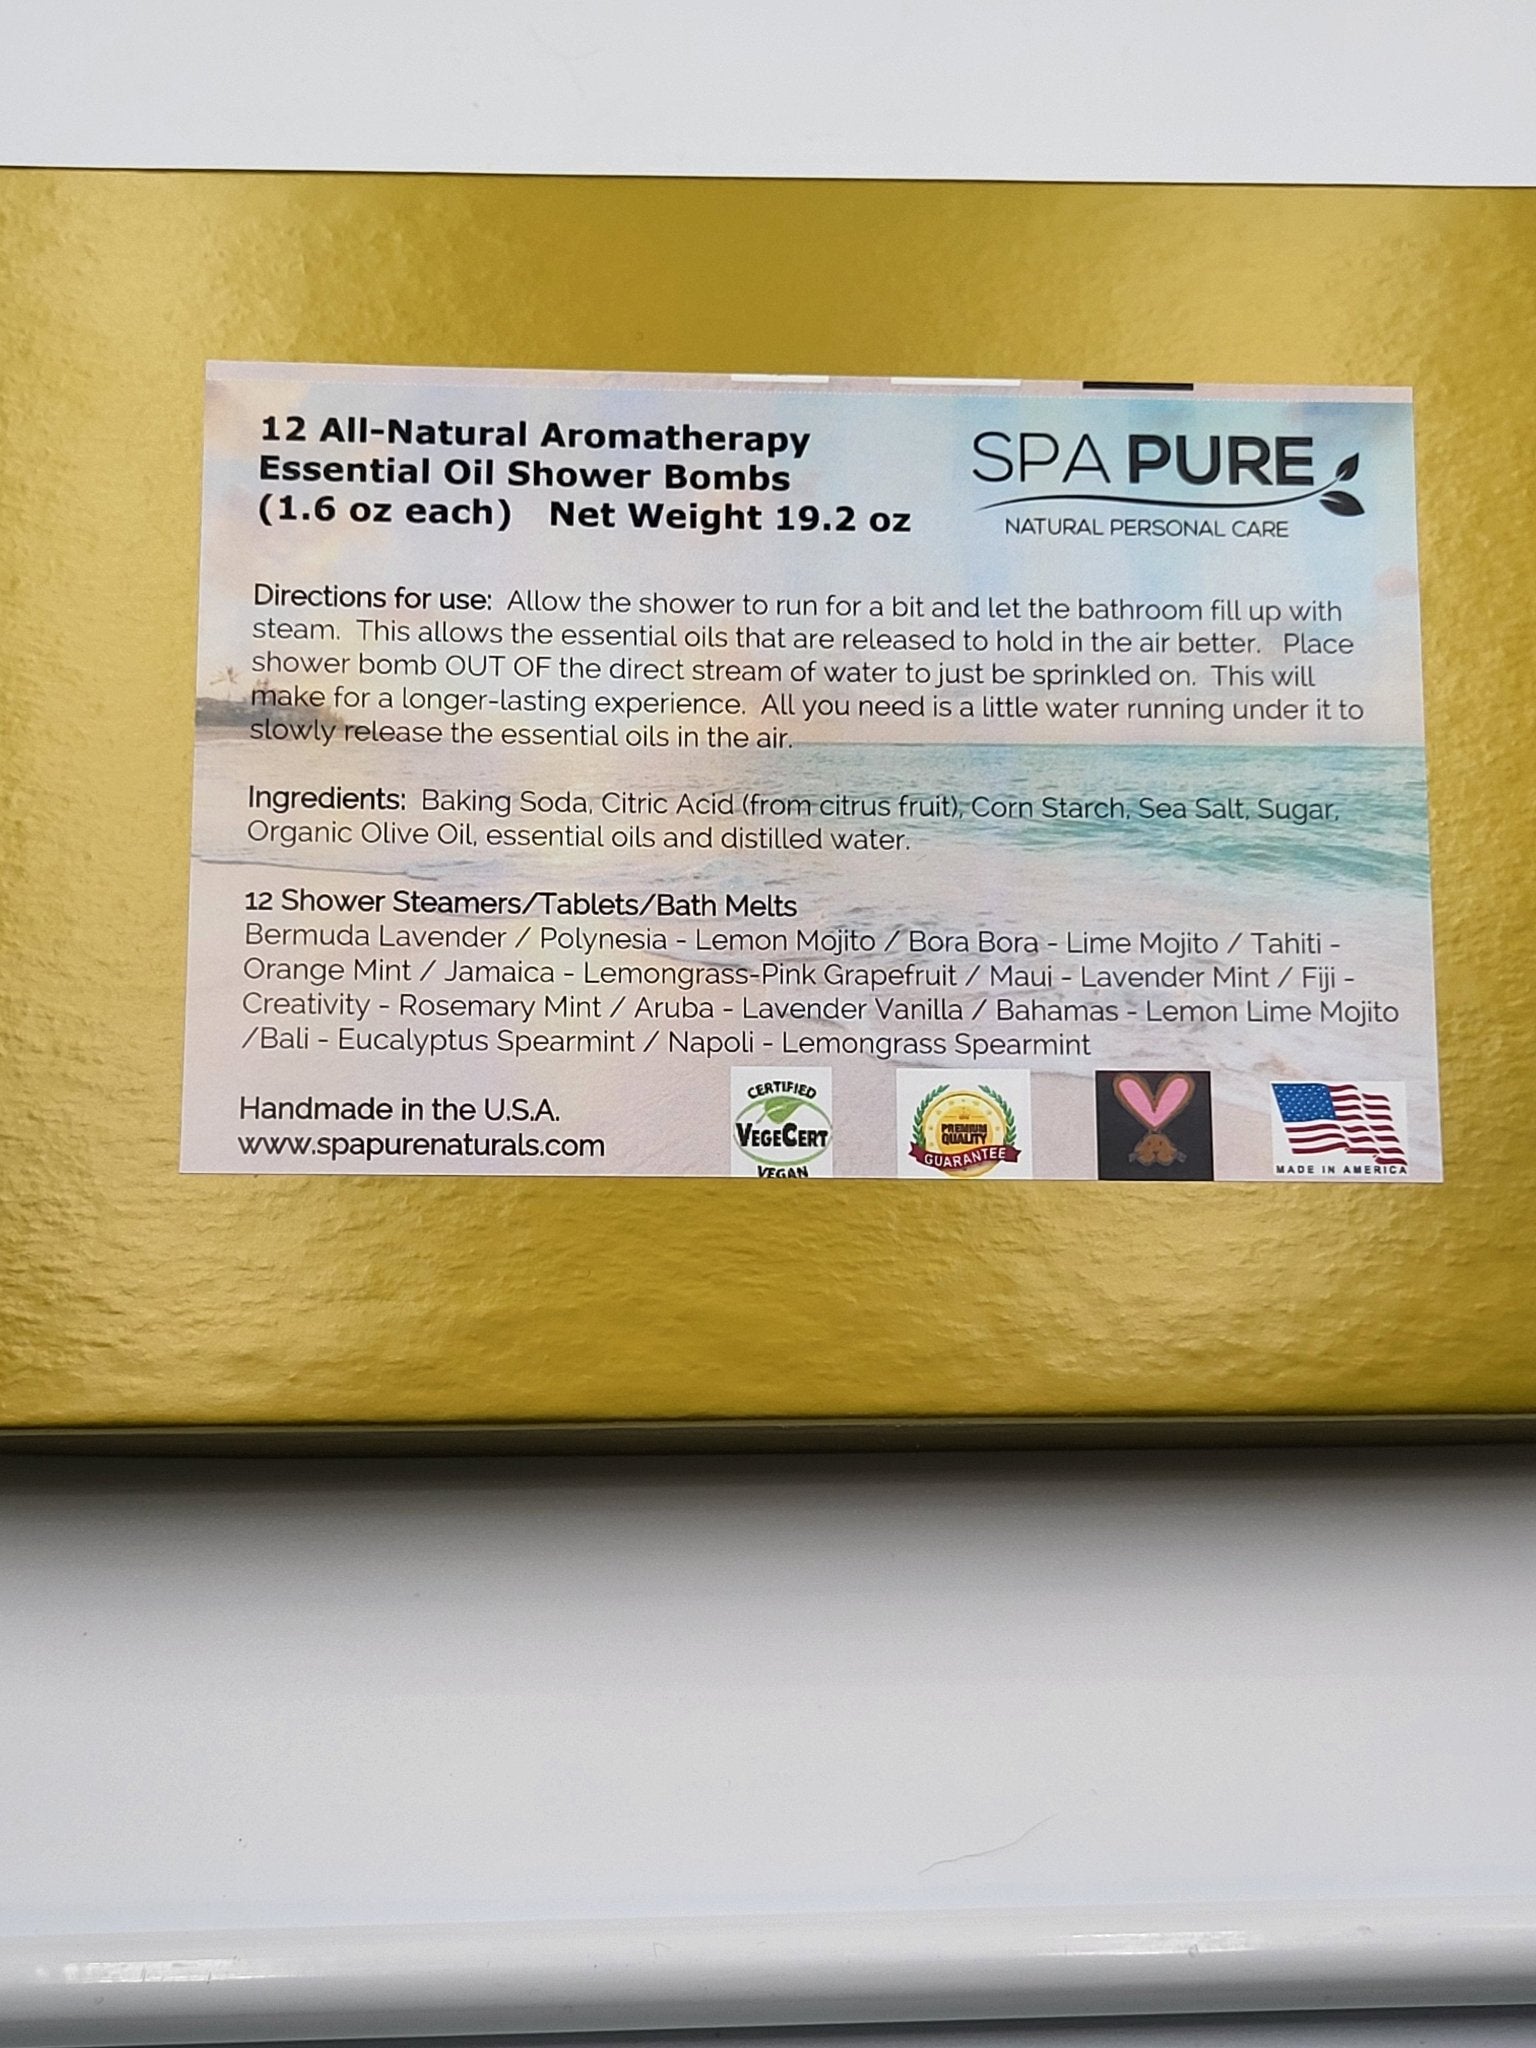 12 All-Natural Aromatherapy
Essential Oil Shower Bombs
(1.6 oz each) Net Weight 19.2 oz
SPA PURE
NATURAL PERSONAL CARE
Directions for use: Allow the shower to run for a bit and let the bathroom fill up with
steam. This allows the essential oils that are released to hold in the air better. Place
shower bomb OUT OF the direct stream of water to just be sprinkled on. This will
make for a longer-lasting experience. All you need is a little water running under it to
slowly release the essential oils in the air.
Ingredients: Baking Soda, Citric Acid (from citrus fruit), Corn Starch, Sea Salt, Sugar,
Organic Olive Oil, essential oils and distilled water.
12 Shower Steamers/Tablets/Bath Melts
Bermuda Lavender / Polynesia - Lemon Mojito / Bora Bora - Lime Mojito / Tahiti -
Orange Mint / Jamaica - Lemongrass-Pink Grapefruit / Maui - Lavender Mint / Fiji -
Creativity - Rosemary Mint / Aruba - Lavender Vanilla / Bahamas - Lemon Lime Mojito
/Bali - Eucalyptus Spearmint / Napoli - Lemongrass Spearmint
Handmade in the U.S.A.
www.spapurenaturals.com
CERTIFIED
VEGECERT
VEGAN
PREMIUM
QUALITY
GUARANTEE
MADE IN AMERICA